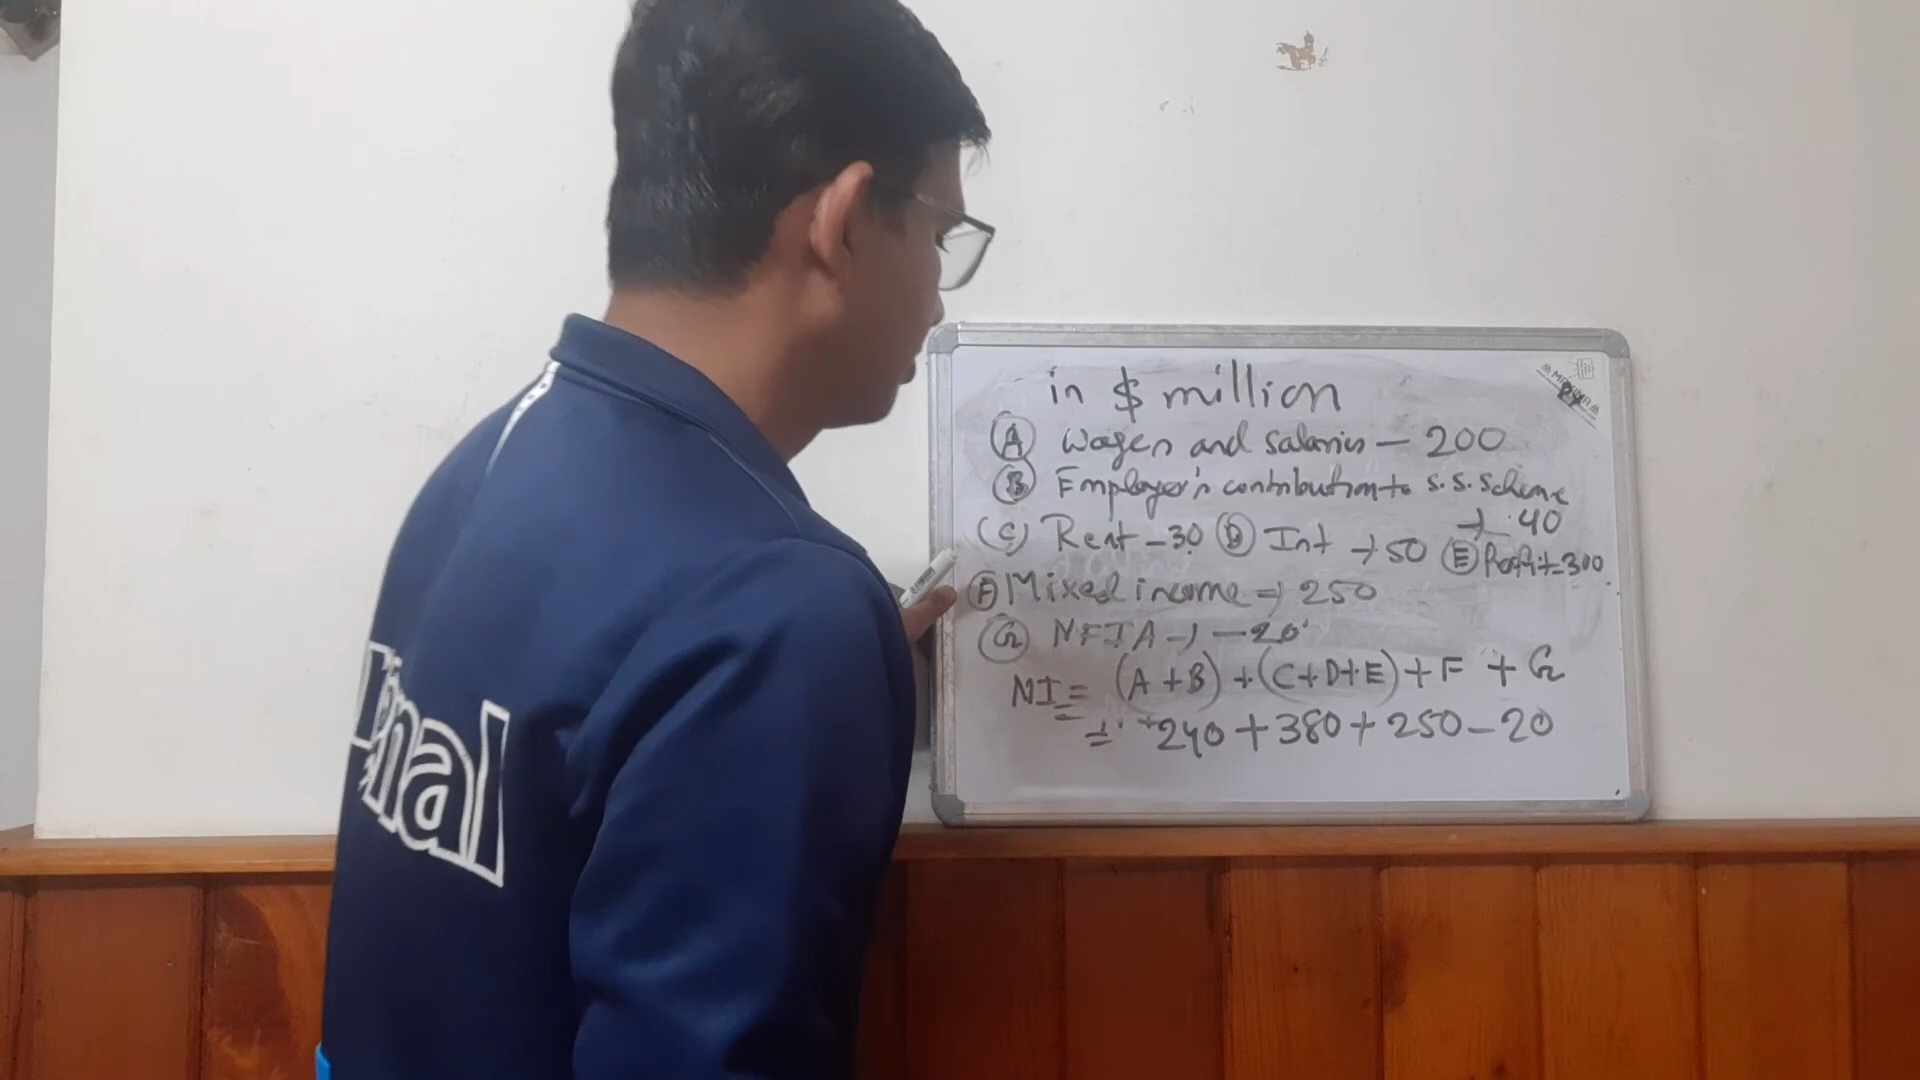 in $ million
(A) Wages and Salaries — 200
(B) Employer's contribution to S.S. Scheme
→ 40
(C) Rent – 30 (D) Int → 50 (E) Profit = 300
(F) Mixed income → 250
(G) NFIA → – 20
NI = (A + B) + (C + D + E) + F + G
= 240 + 380 + 250 – 20
nal